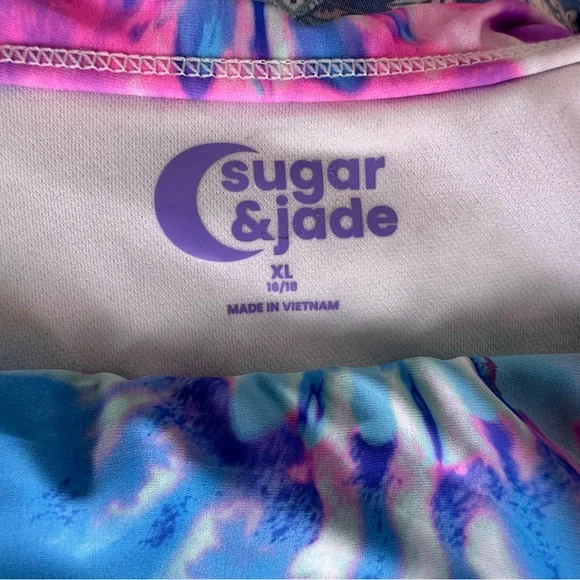 sugar
&jade
XL
16/18
MADE IN VIETNAM